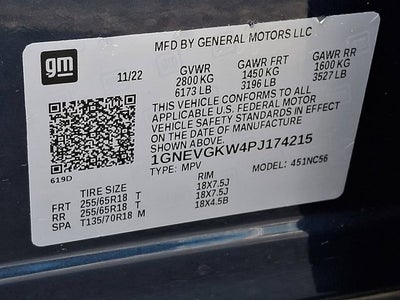 gm
MFD BY GENERAL MOTORS LLC
11/22
GVWR GAWR FRT GAWR RR
2800KG 1450 KG 1600 KG
6173 LB 3196 LB 3527 LB
THIS VEHICLE CONFORMS TO ALL
APPLICABLE U.S. FEDERAL MOTOR
VEHICLE SAFETY STANDARDS
IN EFFECT ON THE DATE OF
MANUFACTURE SHOWN ABOVE.
1GNEVGKW4PJ174215
619D
TYPE: MPV MODEL: 451NC56
TIRE SIZE RIM
FRT 255/65R18 T 18X7.5J
RR 255/65R18 T 18X7.5J
SPA T135/70R18 M 18X4.5B